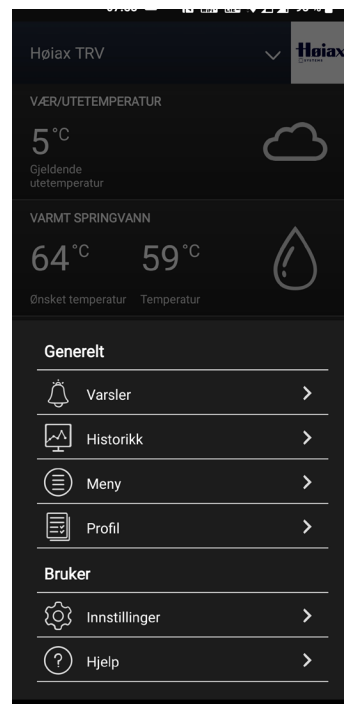 Høiax TRV
Høiax
VÆR/UTETEMPERATUR
5°C
Gjeldende
utetemperatur
VARMT SPRINGVANN
64°C 59°C
Ønsket temperatur Temperatur
Generelt
Varsler
Historikk
Meny
Profil
Bruker
Innstillinger
Hjelp